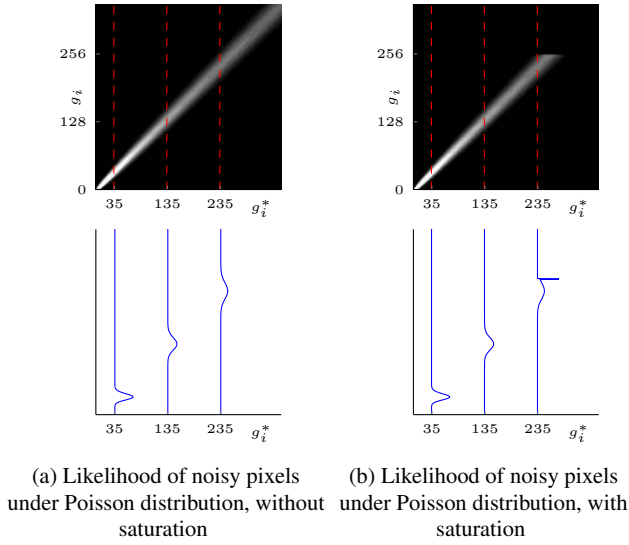 256
128
0
g_i
35 135 235 g_i^*
256
128
0
g_i
35 135 235 g_i^*
35 135 235 g_i^*
35 135 235 g_i^*
(a) Likelihood of noisy pixels
under Poisson distribution, without
saturation
(b) Likelihood of noisy pixels
under Poisson distribution, with
saturation